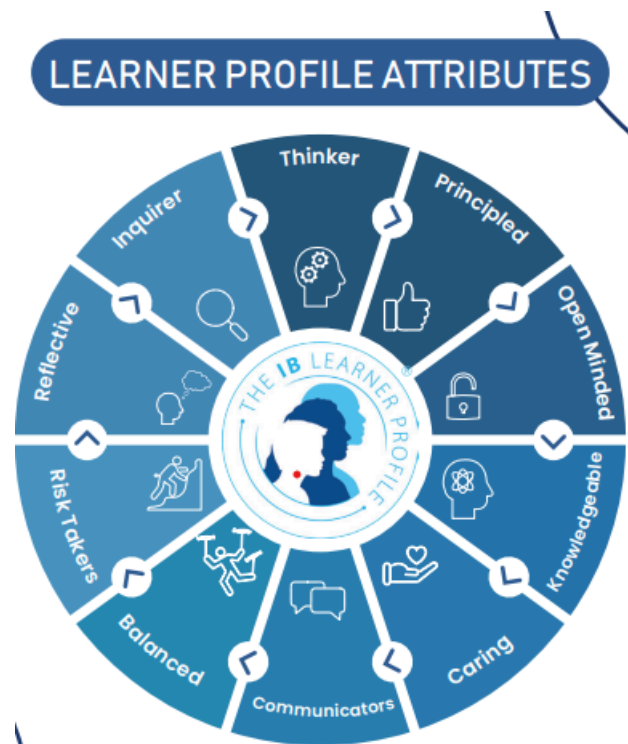 LEARNER PROFILE ATTRIBUTES
Thinker
Principled
Open Minded
Knowledgeable
Caring
Communicators
Balanced
Risk Takers
Reflective
Inquirer
THE IB LEARNER PROFILE
®